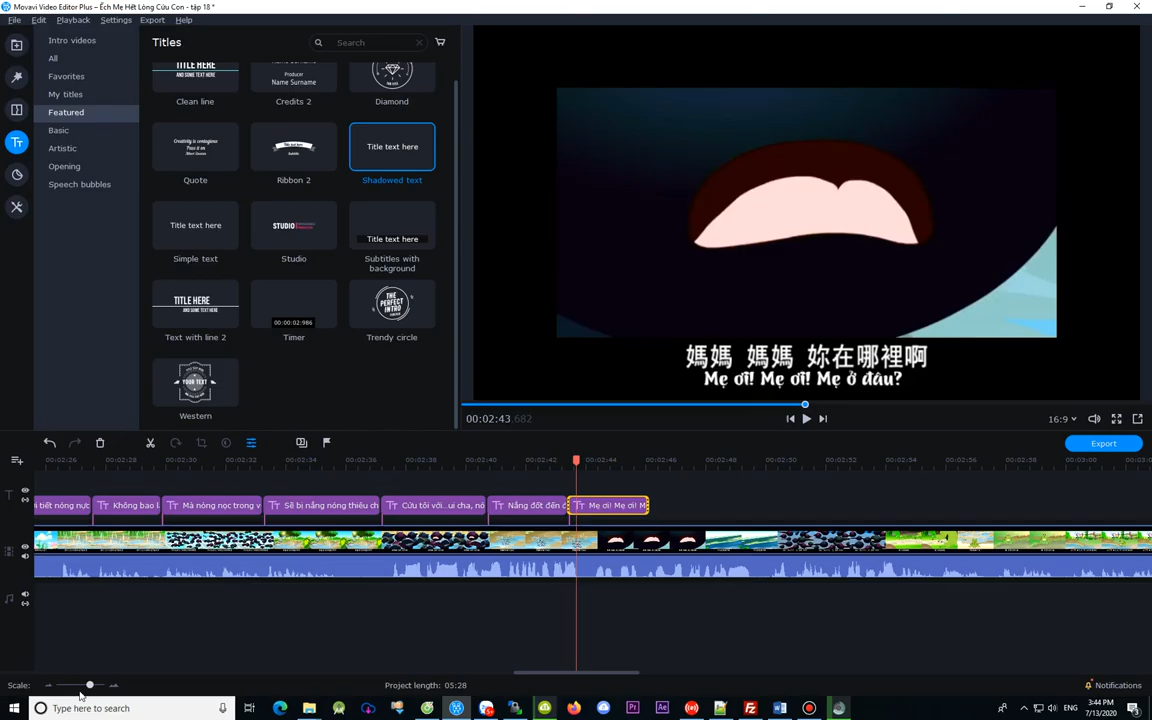 Movavi Video Editor Plus – Ếch Mẹ Hết Lòng Cứu Con - tập 18 *
File Edit Playback Settings Export Help
Intro videos
All
Favorites
My titles
Featured
Basic
Artistic
Opening
Speech bubbles
Titles
Search
TITLE HERE
AND SOME TEXT HERE
Producer
Name Surname
Clean line
Credits 2
Diamond
Creativity is contagious
Pass it on
Title text here
Quote
Ribbon 2
Shadowed text
Title text here
STUDIO
Title text here
Simple text
Studio
Subtitles with
background
TITLE HERE
AND SOME TEXT HERE
00:00:02:986
THE
PERFECT
INTRO
Text with line 2
Timer
Trendy circle
YOUR TEXT
Western
媽媽 媽媽 妳在哪裡啊
Mẹ ơi! Mẹ ơi! Mẹ ở đâu?
00:02:43.682
16:9
Export
00:02:26 00:02:28 00:02:30 00:02:32 00:02:34 00:02:36 00:02:38 00:02:40 00:02:42 00:02:44 00:02:46 00:02:48 00:02:50 00:02:52 00:02:54 00:02:56 00:02:58 00:03:00
i tiết nóng nực Không bao l Mà nóng nọc trong v Sẽ bị nắng nóng thiêu ch Cứu tôi với...ui cha, nó Nắng đốt đến c Mẹ ơi! Mẹ ơi! M
Scale:
Project length: 05:28
Notifications
Type here to search
ENG
3:44 PM
7/13/2020